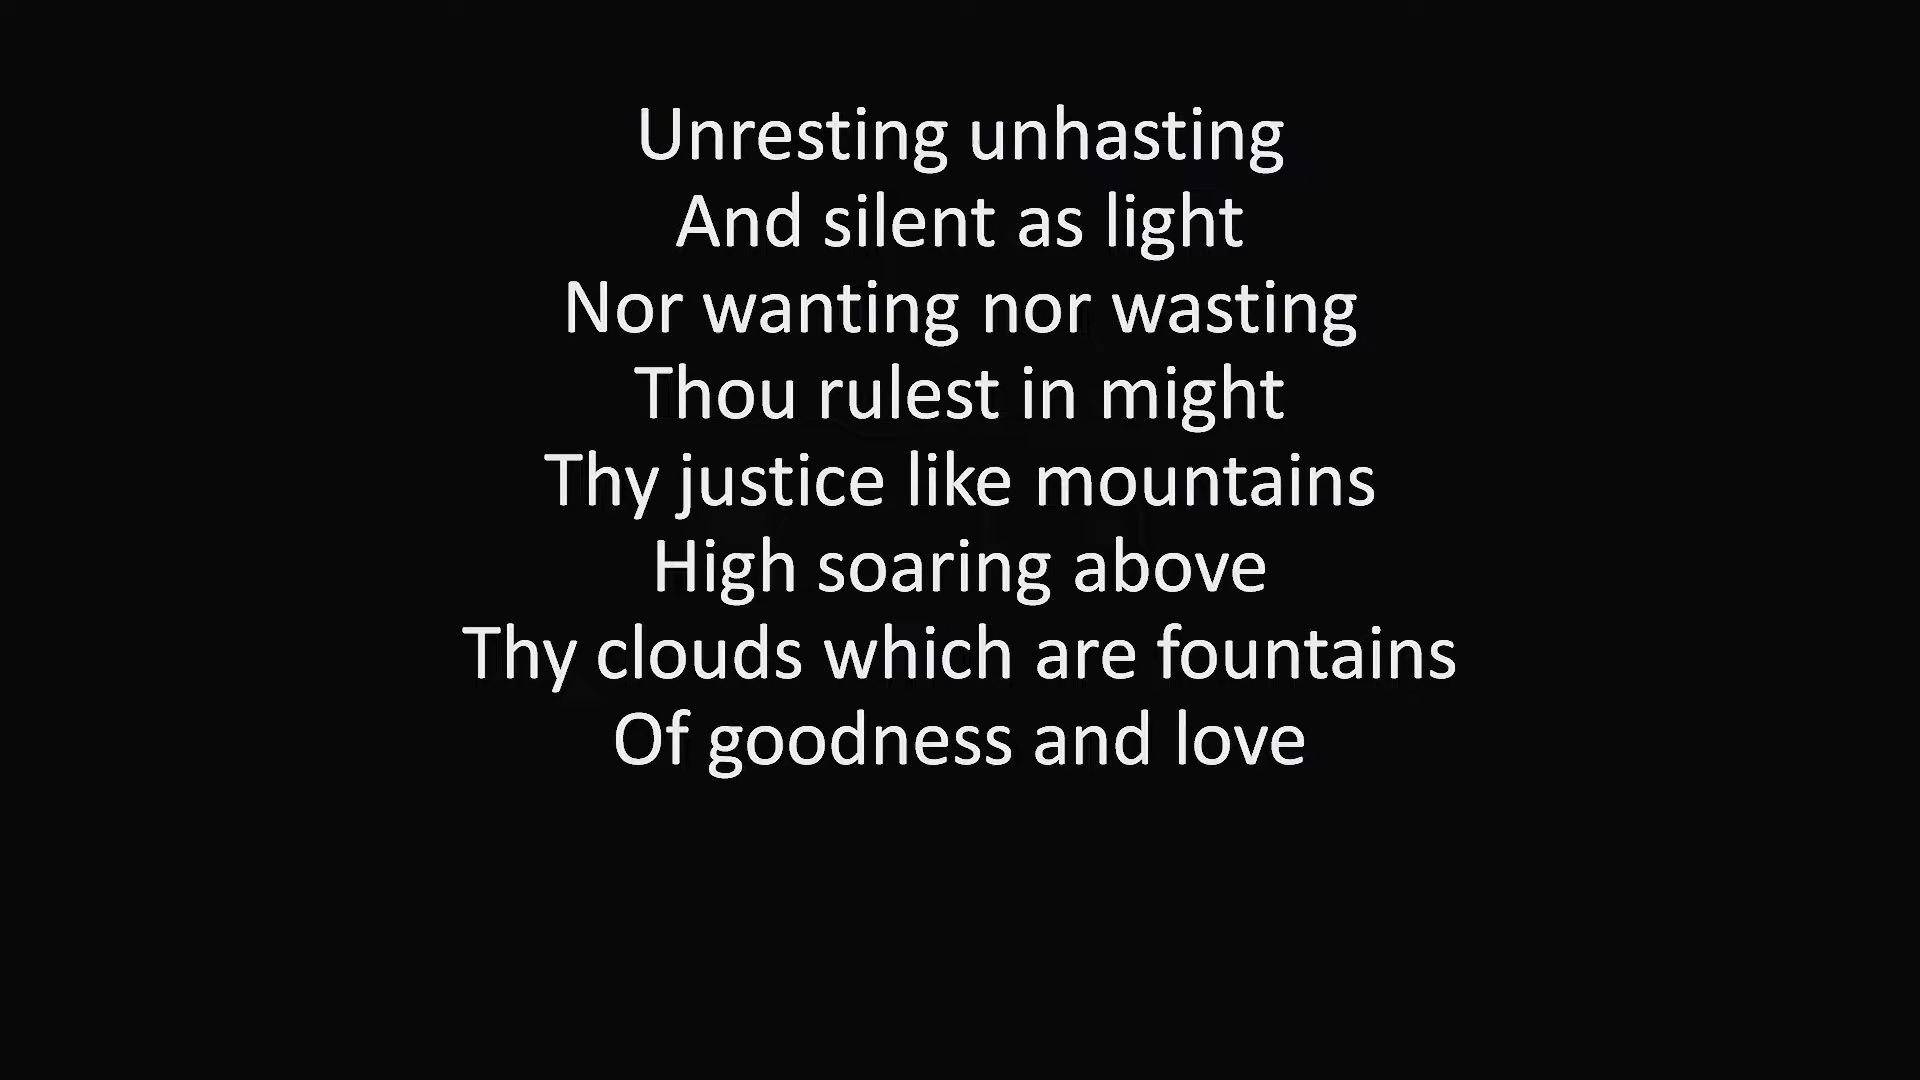 Unresting unhasting
And silent as light
Nor wanting nor wasting
Thou rulest in might
Thy justice like mountains
High soaring above
Thy clouds which are fountains
Of goodness and love